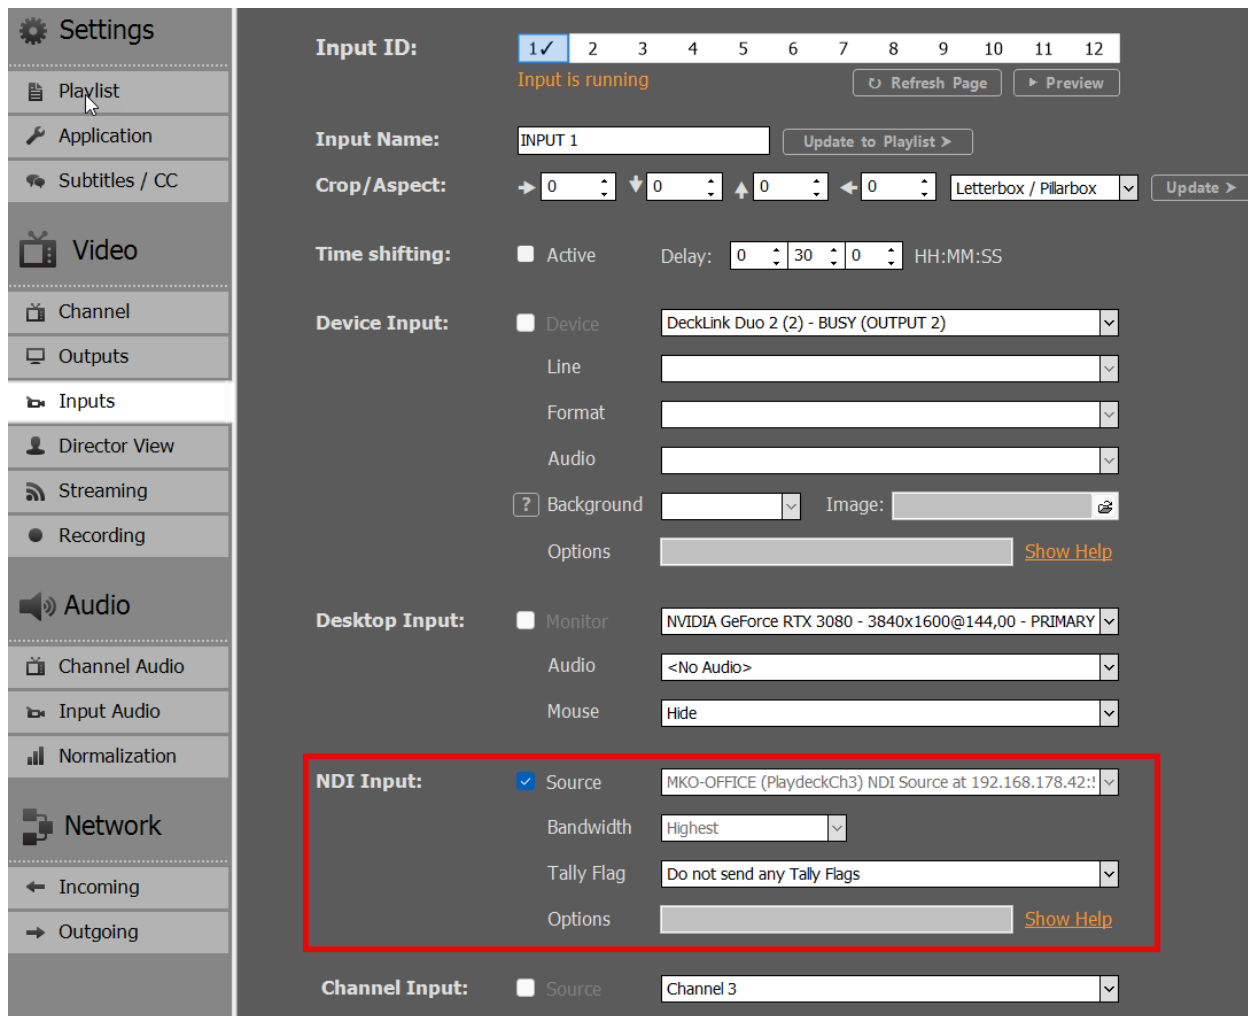 Settings
Playlist
Application
Subtitles / CC
Video
Channel
Outputs
Inputs
Director View
Streaming
Recording
Audio
Channel Audio
Input Audio
Normalization
Network
Incoming
Outgoing
Input ID: 1✓ 2 3 4 5 6 7 8 9 10 11 12
Input is running Refresh Page Preview
Input Name: INPUT 1 Update to Playlist
Crop/Aspect: 0 0 0 0 Letterbox / Pillarbox Update
Time shifting: Active Delay: 0 30 0 HH:MM:SS
Device Input: Device DeckLink Duo 2 (2) - BUSY (OUTPUT 2)
Line
Format
Audio
? Background Image:
Options Show Help
Desktop Input: Monitor NVIDIA GeForce RTX 3080 - 3840x1600@144,00 - PRIMARY
Audio <No Audio>
Mouse Hide
NDI Input: Source MKO-OFFICE (PlaydeckCh3) NDI Source at 192.168.178.42:
Bandwidth Highest
Tally Flag Do not send any Tally Flags
Options Show Help
Channel Input: Source Channel 3